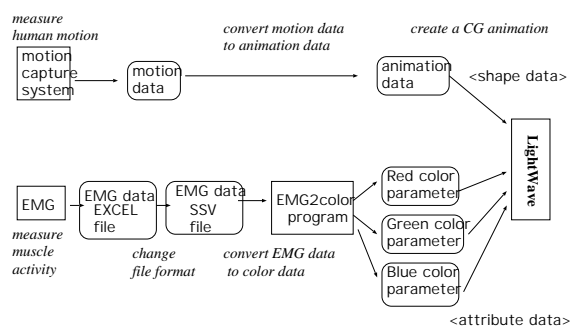 measure
human motion
convert motion data
to animation data
create a CG animation
motion
capture
system
motion
data
animation
data
<shape data>
LightWave
EMG
EMG data
EXCEL
file
EMG data
SSV
file
EMG2color
program
Red color
parameter
Green color
parameter
Blue color
parameter
measure
muscle
activity
change
file format
convert EMG data
to color data
<attribute data>